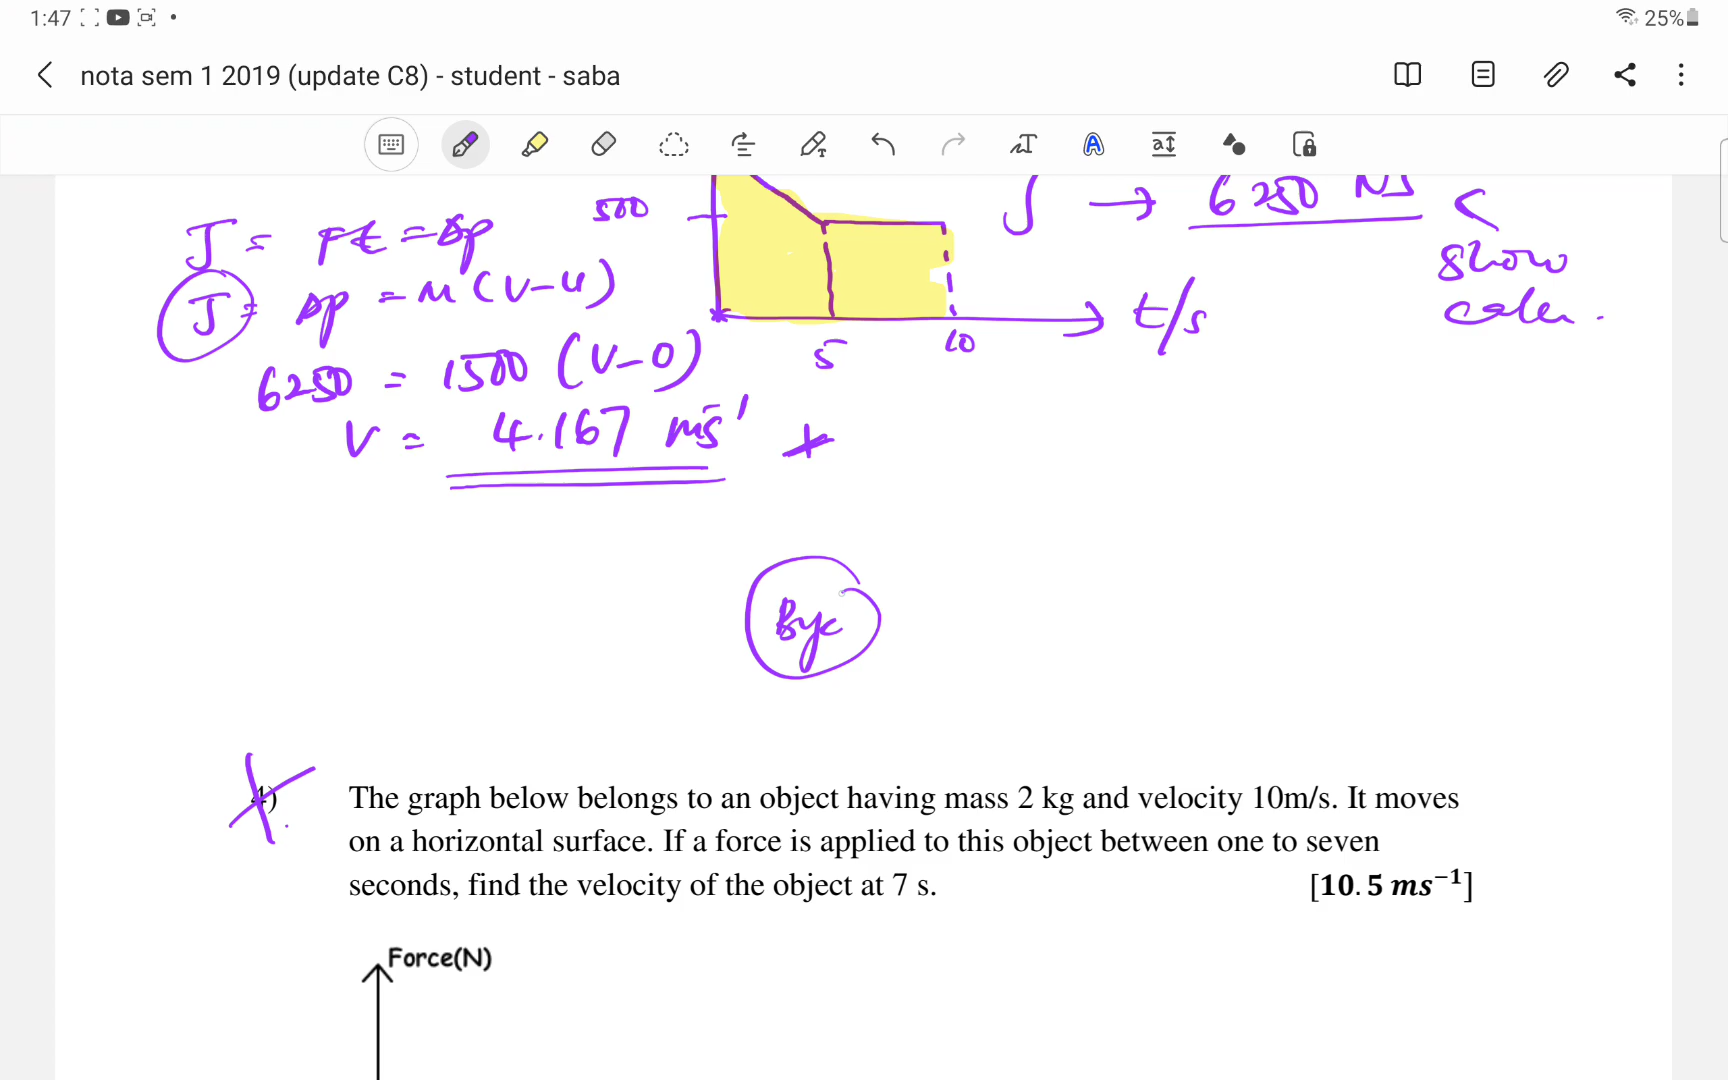 1:47
25%
nota sem 1 2019 (update C8) - student - saba
J = Ft = Δp
500
J → 6250 NS <
show
calcu.
J = Δp = m(v-u)
t/s
5
10
6250 = 1500 (v-0)
v = 4.167 ms⁻¹
Bye
4)
The graph below belongs to an object having mass 2 kg and velocity 10m/s. It moves
on a horizontal surface. If a force is applied to this object between one to seven
seconds, find the velocity of the object at 7 s.
[10.5 ms⁻¹]
Force(N)